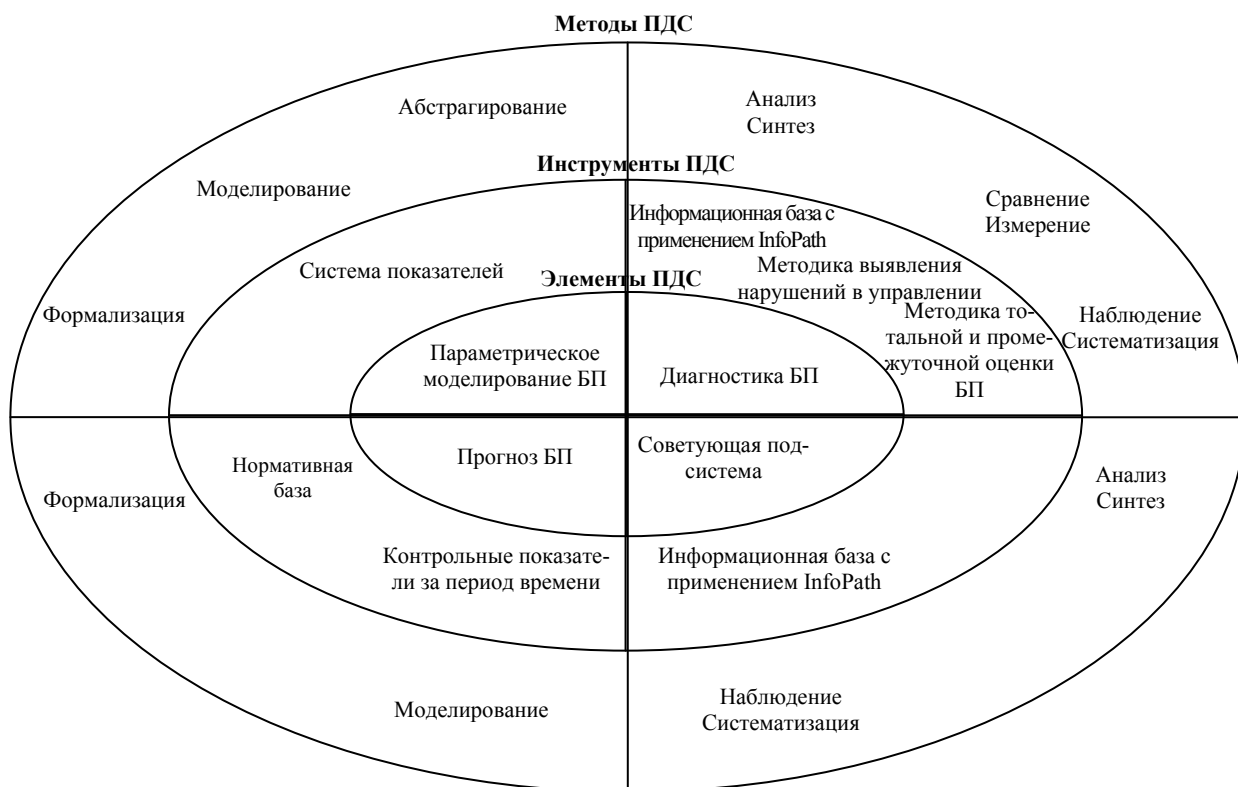 Методы ПДС
Абстрагирование
Анализ
Синтез
Моделирование
Инструменты ПДС
Сравнение
Измерение
Информационная база с
применением InfoPath
Система показателей
Методика выявления
нарушений в управлении
Элементы ПДС
Формализация
Методика то-
тальной и проме-
жуточной оценки
БП
Наблюдение
Систематизация
Параметрическое
моделирование БП
Диагностика БП
Формализация
Нормативная
база
Прогноз БП
Советующая под-
система
Анализ
Синтез
Контрольные показате-
ли за период времени
Информационная база с
применением InfoPath
Моделирование
Наблюдение
Систематизация